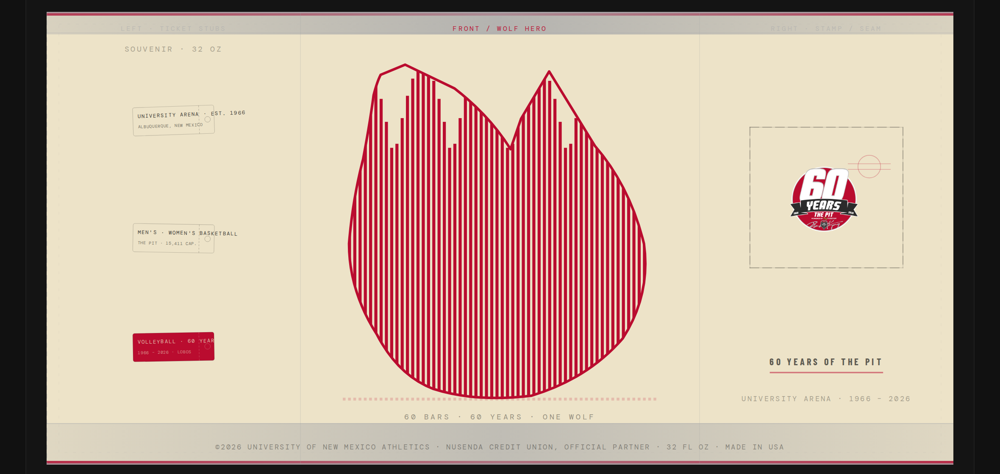 LEFT · TICKET STUBS
FRONT / WOLF HERO
RIGHT · STAMP / SEAM
SOUVENIR · 32 OZ
UNIVERSITY ARENA · EST. 1966
ALBUQUERQUE, NEW MEXICO
MEN'S · WOMEN'S BASKETBALL
THE PIT · 15,411 CAP.
VOLLEYBALL · 60 YEAR
1966 – 2026 · LOBOS
60 BARS · 60 YEARS · ONE WOLF
60
YEARS
1966
2026
THE PIT
POWERED BY NUSENDA
60 YEARS OF THE PIT
UNIVERSITY ARENA · 1966 – 2026
©2026 UNIVERSITY OF NEW MEXICO ATHLETICS · NUSENDA CREDIT UNION, OFFICIAL PARTNER · 32 FL OZ · MADE IN USA